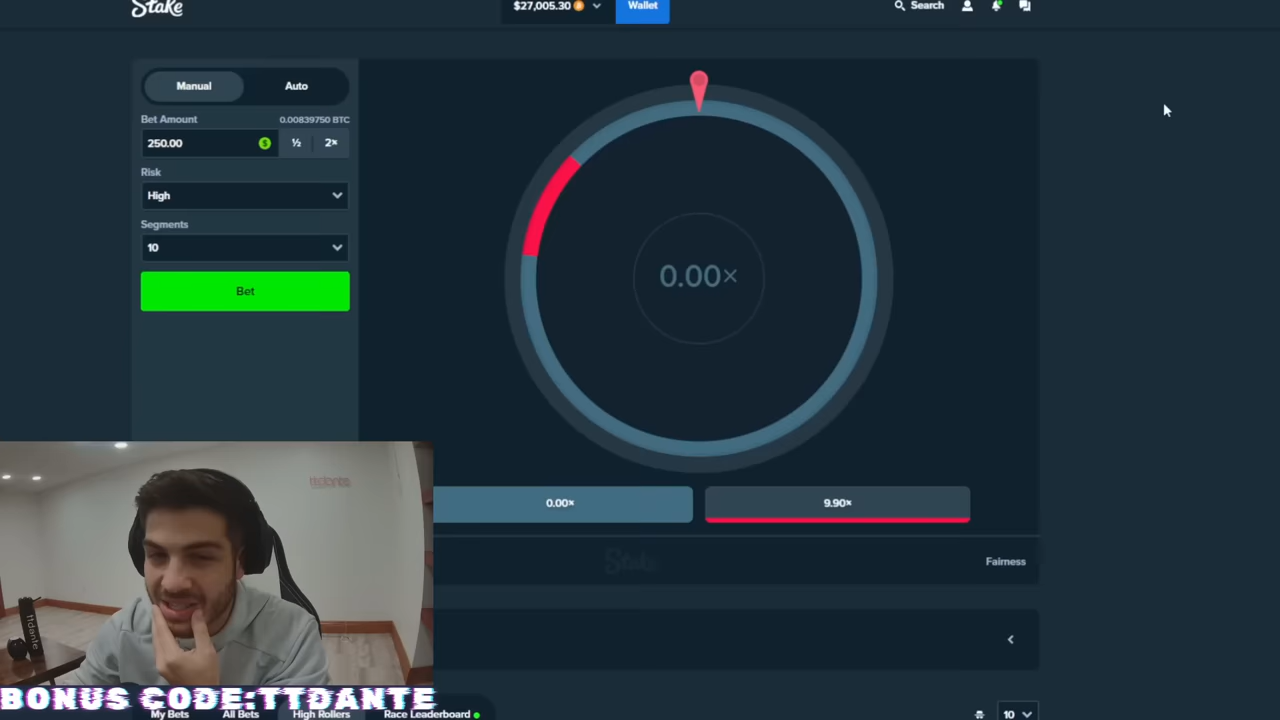 Stake
$27,005.30
Wallet
Search
Manual
Auto
Bet Amount
0.00839750 BTC
250.00
$
½
2×
Risk
High
Segments
10
Bet
0.00×
0.00×
9.90×
Stake
Fairness
ttdante
BONUS CODE:TTDANTE
My Bets
All Bets
High Rollers
Race Leaderboard
10